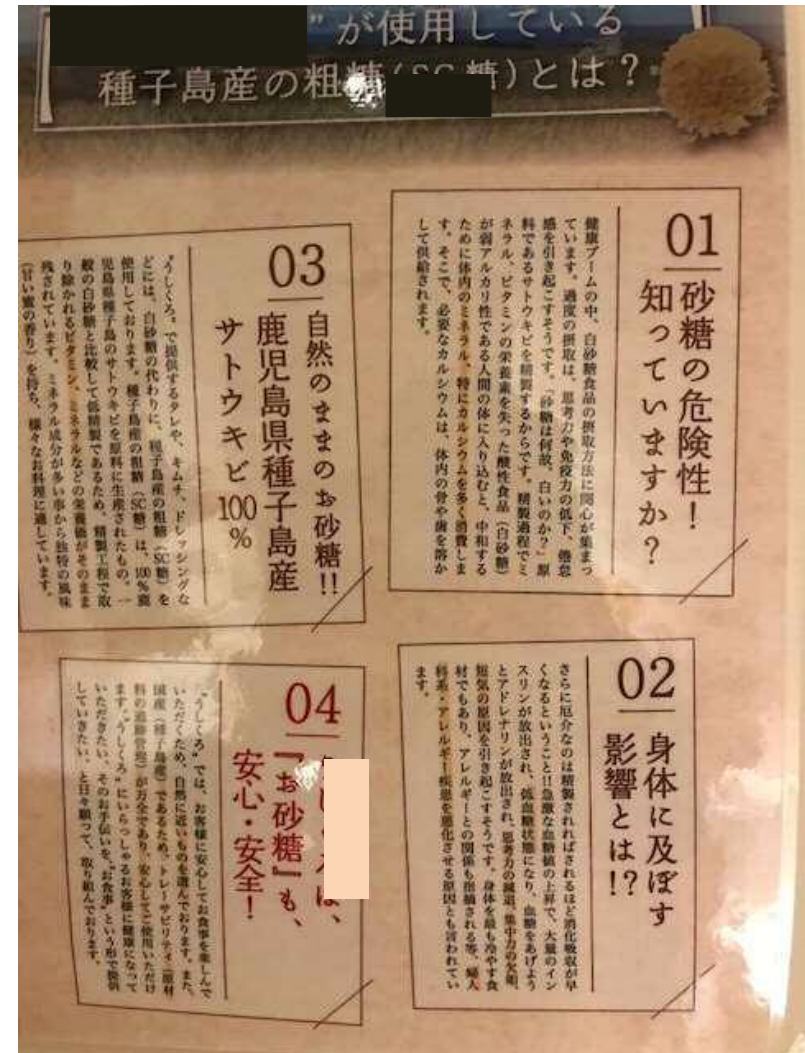 ”が使用している
種子島産の粗糖(SC糖)とは？
01
砂糖の危険性！
知っていますか？
健康ブームの中、白砂糖食品の摂取方法に関心が集まっ
ています。過度の摂取は、思考力や免疫力の低下、倦怠
感を引き起こすそうです。「砂糖は何故、白いのか？」原
料であるサトウキビを精製するからです。精製過程でミ
ネラル、ビタミンの栄養素を失った酸性食品（白砂糖）
が弱アルカリ性である人間の体に入り込むと、中和する
ために体内のミネラル、特にカルシウムを多く消費しま
す。そこで、必要なカルシウムは、体内の骨や歯を溶か
して供給されます。
02
身体に及ぼす
影響とは!?
さらに厄介なのは精製されればされるほど消化吸収が早
くなるということ!!急激な血糖値の上昇で、大量のイン
スリンが放出され、低血糖状態になり、血糖をあげよう
とアドレナリンが放出され、思考力の減退、集中力の欠如、
短気の原因を引き起こすそうです。身体を最も冷やす食
材でもあり、アレルギーとの関係も指摘される等、婦人
科系・アレルギー疾患を悪化させる原因とも言われてい
ます。
03
自然のままのお砂糖!!
鹿児島県種子島産
サトウキビ100%
“うしくろ”で提供するタレや、キムチ、ドレッシングな
どには、白砂糖の代わりに、種子島産の粗糖（SC糖）を
使用しております。種子島産の粗糖（SC糖）は、100%鹿
児島県種子島のサトウキビを原料に生産されたもの。一
般の白砂糖と比較して低精製であるため、精製工程で取
り除かれるビタミン、ミネラルなどの栄養価がそのまま
残されています。ミネラル成分が多い事から独特の風味
（甘い蜜の香り）を持ち、様々なお料理に適しています。
04
は、
『お砂糖』も、
安心・安全！
“うしくろ”では、お客様に安心してお食事を楽しんで
いただくため、自然に近いものを選んでおります。また、
国産（種子島産）であるため、トレーサビリティ（原材
料の追跡管理）が万全であり、安心してご使用いただけ
ます。“うしくろ”にいらっしゃるお客様に健康になって
いただきたい、そのお手伝いを、“お食事”という形で提供
していきたい、と日々願って、取り組んでおります。